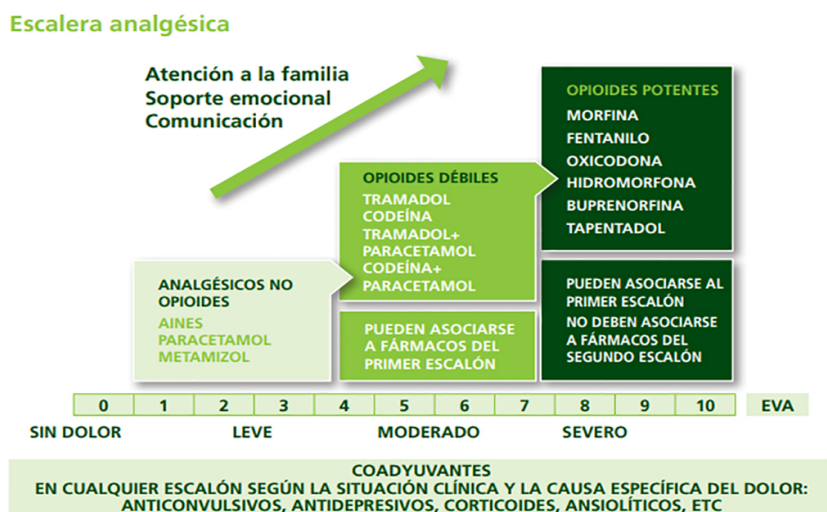 Escalera analgésica
Atención a la familia
Soporte emocional
Comunicación
OPIOIDES POTENTES
MORFINA
FENTANILO
OXICODONA
HIDROMORFONA
BUPRENORFINA
TAPENTADOL
OPIOIDES DÉBILES
TRAMADOL
CODEÍNA
TRAMADOL+
PARACETAMOL
CODEÍNA+
PARACETAMOL
ANALGÉSICOS NO
OPIOIDES
AINES
PARACETAMOL
METAMIZOL
PUEDEN ASOCIARSE
A FÁRMACOS DEL
PRIMER ESCALÓN
PUEDEN ASOCIARSE AL
PRIMER ESCALÓN
NO DEBEN ASOCIARSE
A FÁRMACOS DEL
SEGUNDO ESCALÓN
0 1 2 3 4 5 6 7 8 9 10 EVA
SIN DOLOR LEVE MODERADO SEVERO
COADYUVANTES
EN CUALQUIER ESCALÓN SEGÚN LA SITUACIÓN CLÍNICA Y LA CAUSA ESPECÍFICA DEL DOLOR:
ANTICONVULSIVOS, ANTIDEPRESIVOS, CORTICOIDES, ANSIOLÍTICOS, ETC